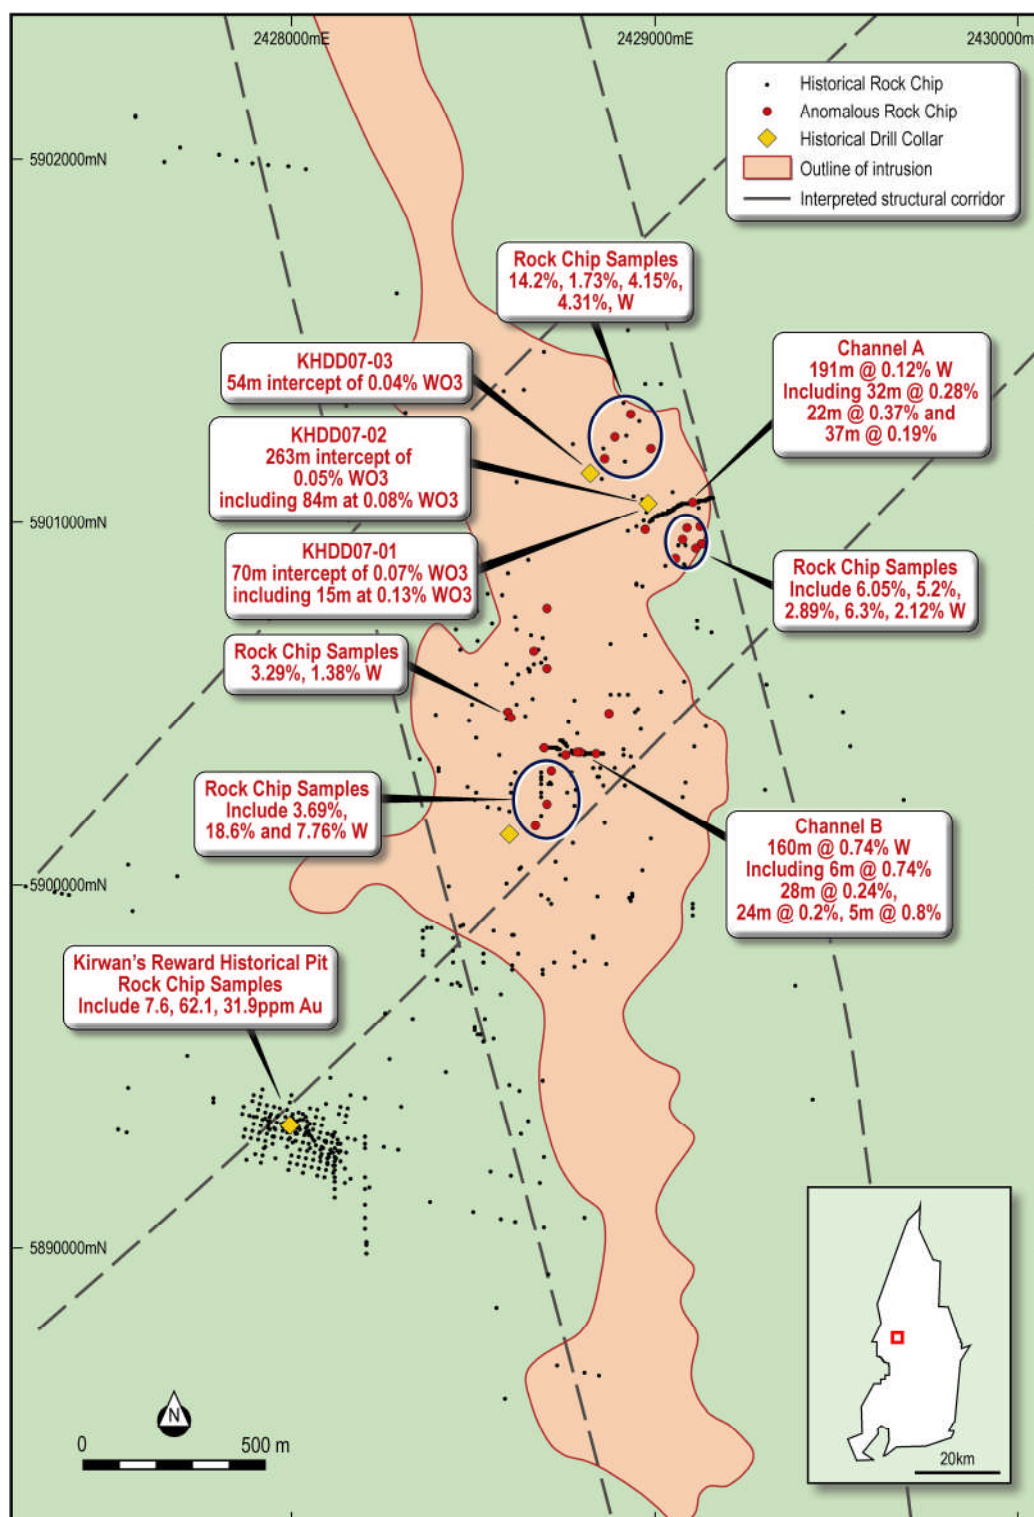 2428000mE
2429000mE
2430000m
Historical Rock Chip
Anomalous Rock Chip
Historical Drill Collar
Outline of intrusion
Interpreted structural corridor
5902000mN
Rock Chip Samples
14.2%, 1.73%, 4.15%,
4.31%, W
KHDD07-03
54m intercept of 0.04% WO3
Channel A
191m @ 0.12% W
Including 32m @ 0.28%
22m @ 0.37% and
37m @ 0.19%
KHDD07-02
263m intercept of
0.05% WO3
including 84m at 0.08% WO3
5901000mN
KHDD07-01
70m intercept of 0.07% WO3
including 15m at 0.13% WO3
Rock Chip Samples
Include 6.05%, 5.2%,
2.89%, 6.3%, 2.12% W
Rock Chip Samples
3.29%, 1.38% W
Rock Chip Samples
Include 3.69%,
18.6% and 7.76% W
Channel B
160m @ 0.74% W
Including 6m @ 0.74%
28m @ 0.24%,
24m @ 0.2%, 5m @ 0.8%
5900000mN
Kirwan's Reward Historical Pit
Rock Chip Samples
Include 7.6, 62.1, 31.9ppm Au
5890000mN
N
0 500 m
20km